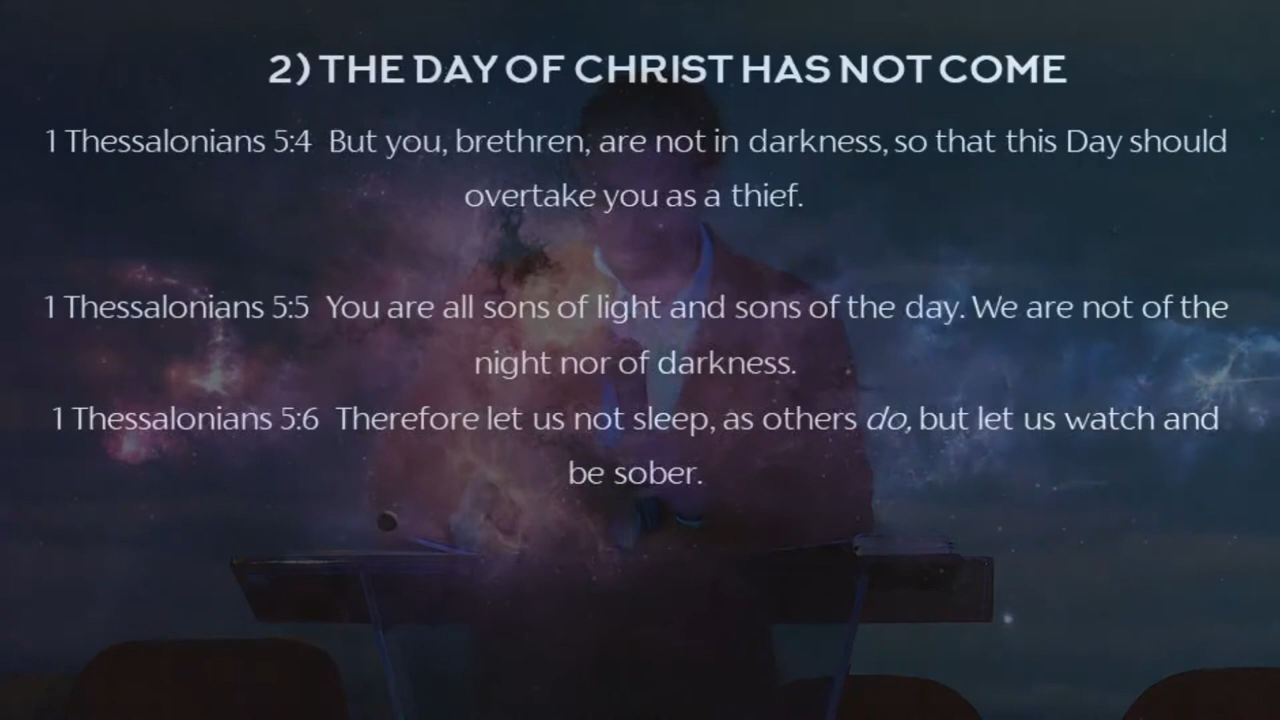 2) THE DAY OF CHRIST HAS NOT COME
1 Thessalonians 5:4 But you, brethren, are not in darkness, so that this Day should
overtake you as a thief.
1 Thessalonians 5:5 You are all sons of light and sons of the day. We are not of the
night nor of darkness.
1 Thessalonians 5:6 Therefore let us not sleep, as others do, but let us watch and
be sober.